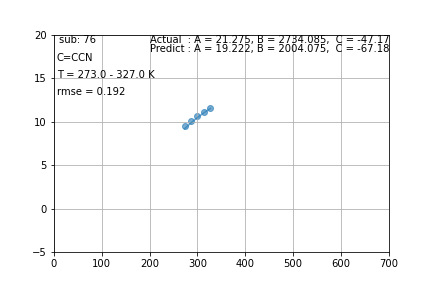 sub: 76
Actual : A = 21.275, B = 2734.085, C = -47.17
Predict : A = 19.222, B = 2004.075, C = -67.18
C=CCN
T = 273.0 - 327.0 K
rmse = 0.192
20
15
10
5
0
−5
0 100 200 300 400 500 600 700